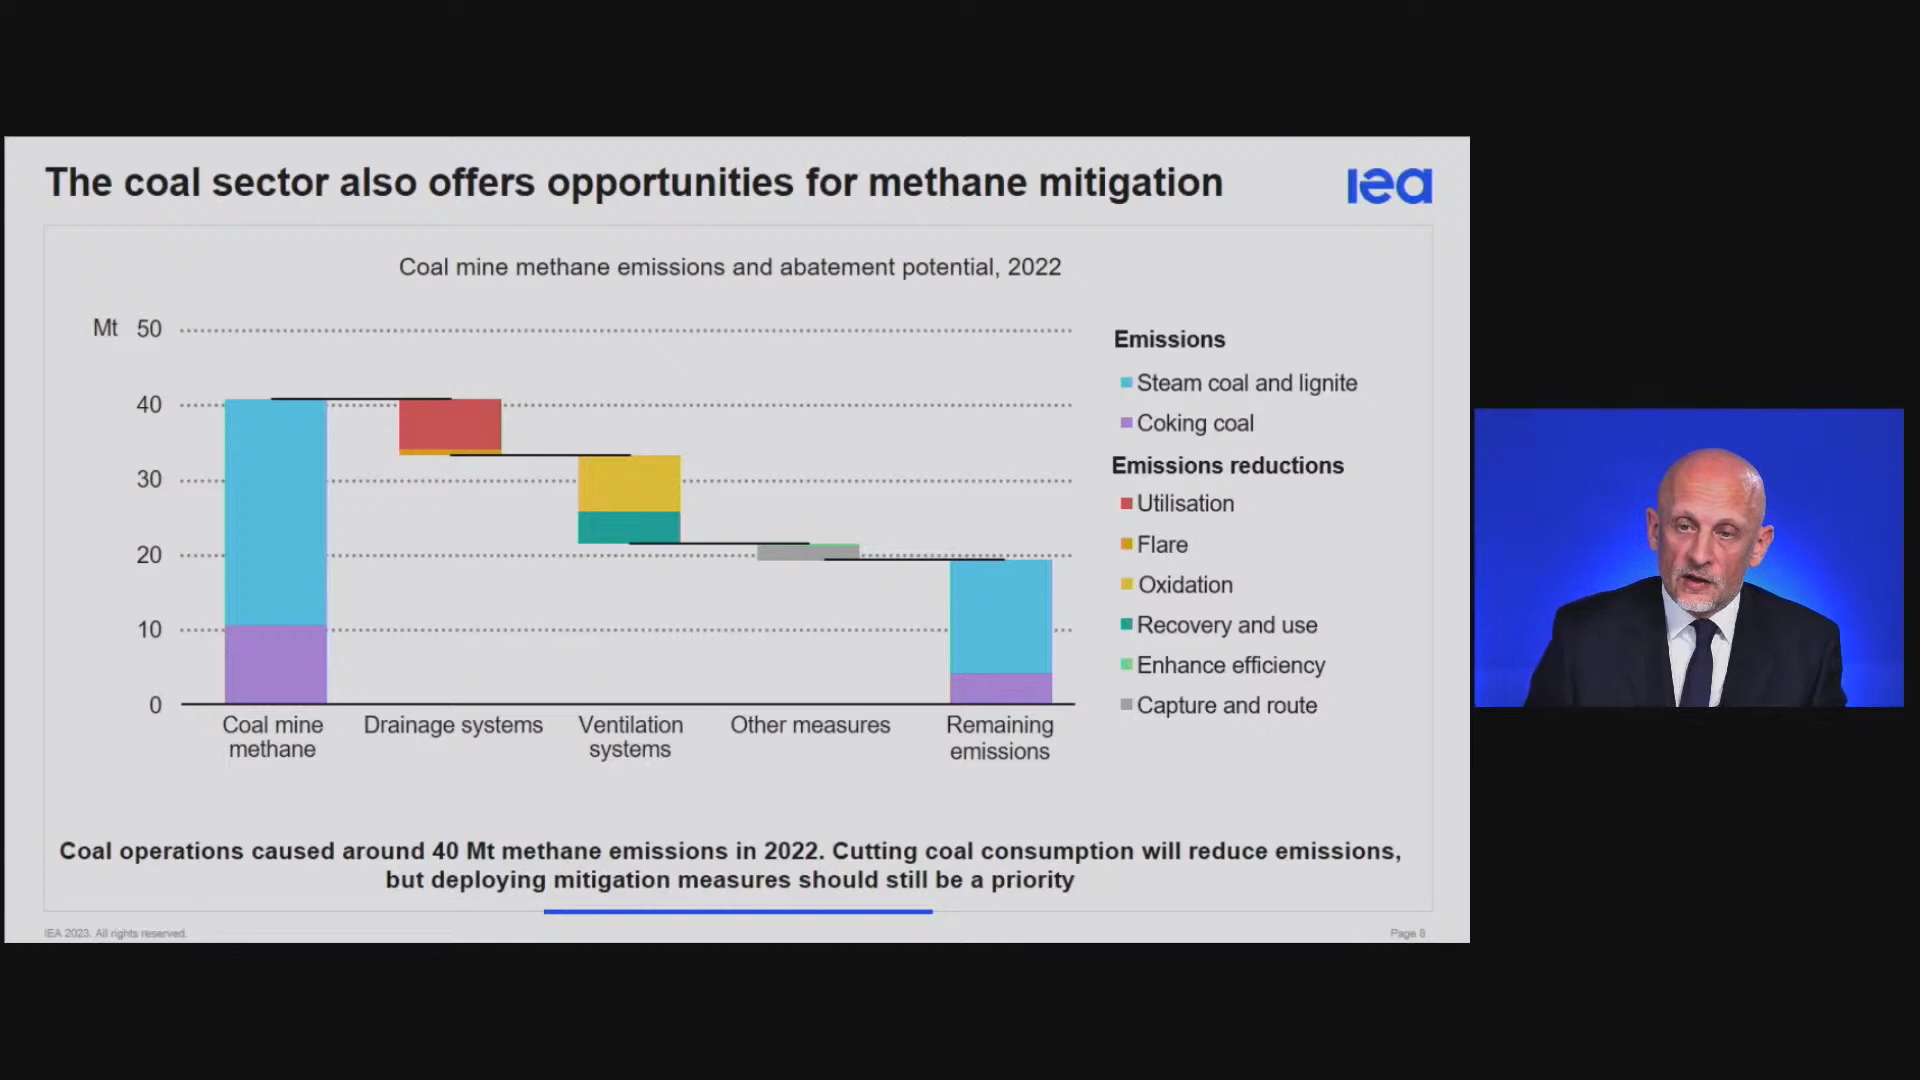 The coal sector also offers opportunities for methane mitigation
iea
Coal mine methane emissions and abatement potential, 2022
Mt
50
40
30
20
10
0
Coal mine
methane
Drainage systems
Ventilation
systems
Other measures
Remaining
emissions
Emissions
Steam coal and lignite
Coking coal
Emissions reductions
Utilisation
Flare
Oxidation
Recovery and use
Enhance efficiency
Capture and route
Coal operations caused around 40 Mt methane emissions in 2022. Cutting coal consumption will reduce emissions,
but deploying mitigation measures should still be a priority
IEA 2023. All rights reserved.
Page 8